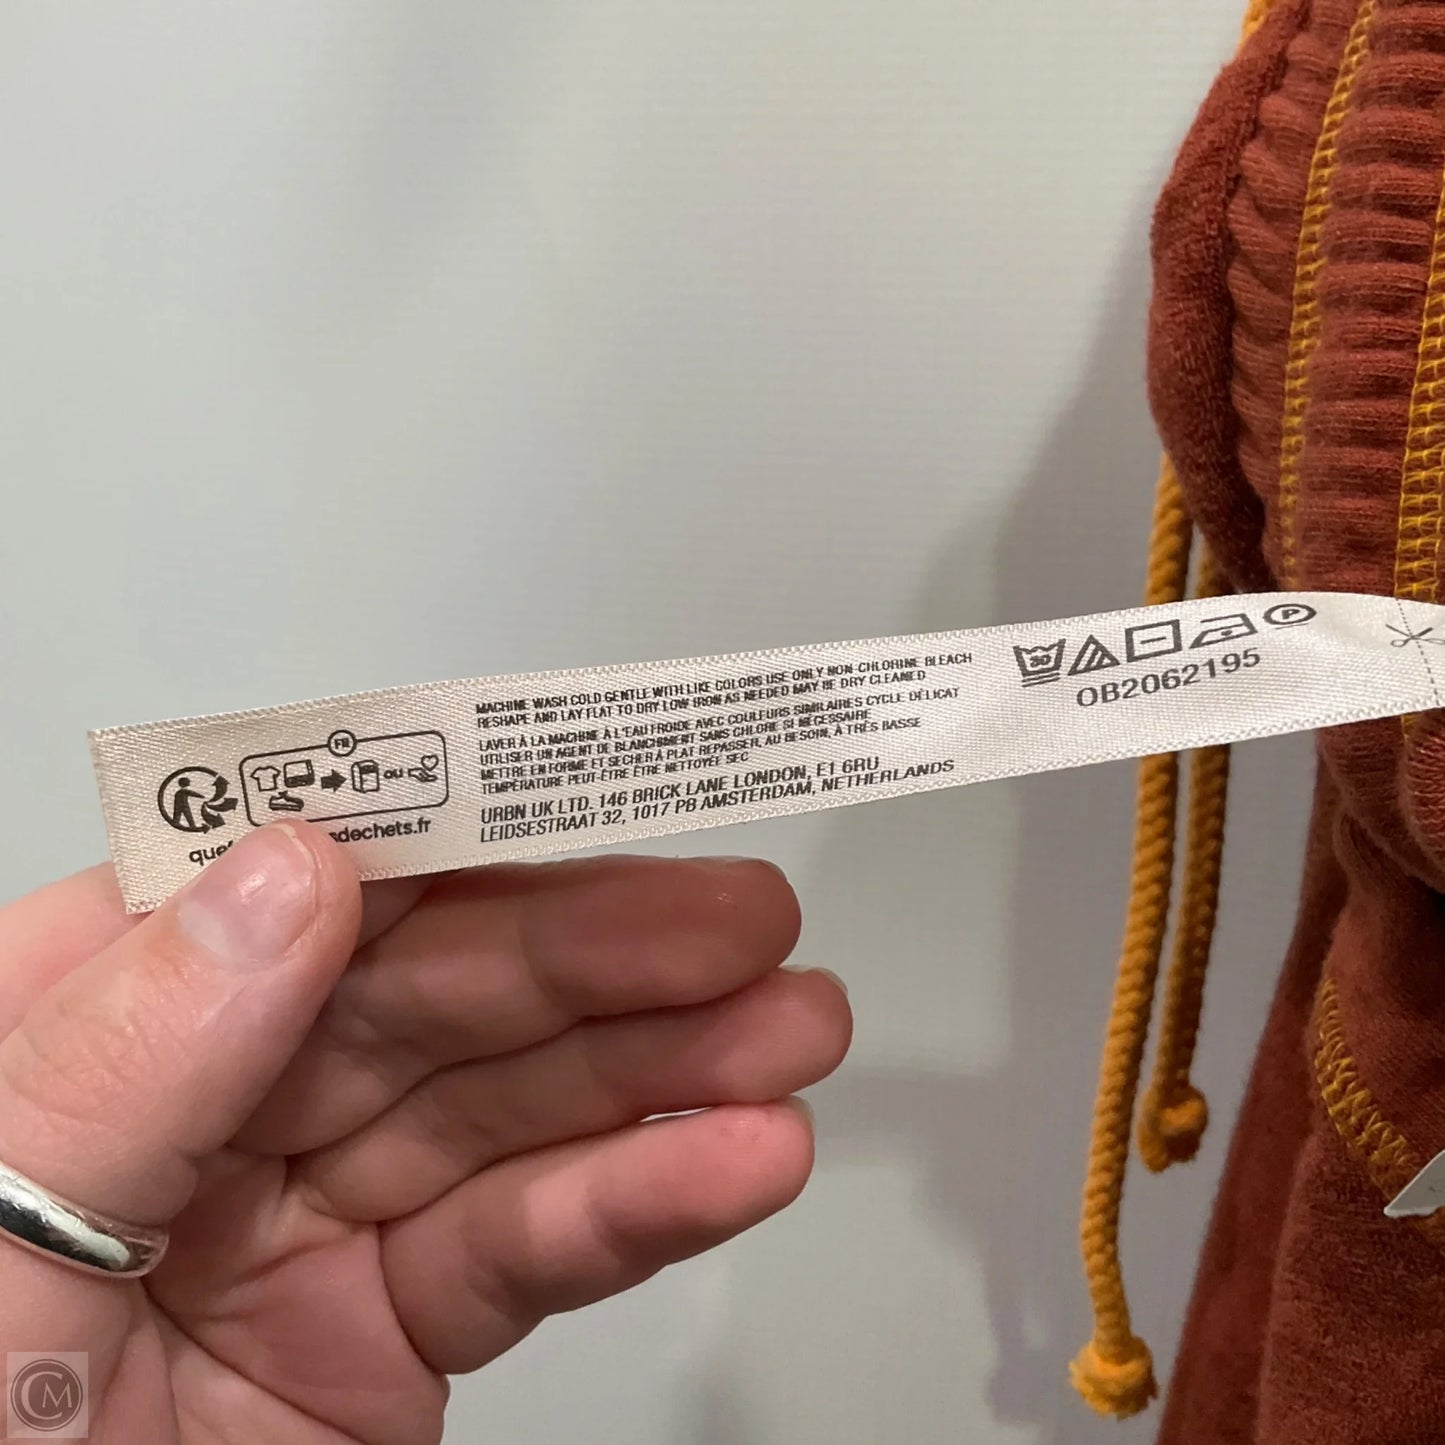 FR
ou
MACHINE WASH COLD GENTLE WITH LIKE COLORS USE ONLY NON-CHLORINE BLEACH
RESHAPE AND LAY FLAT TO DRY LOW IRON AS NEEDED MAY BE DRY CLEANED
LAVER À LA MACHINE À L'EAU FROIDE AVEC COULEURS SIMILAIRES CYCLE DÉLICAT
UTILISER UN AGENT DE BLANCHIMENT SANS CHLORE SI NÉCESSAIRE
METTRE EN FORME ET SECHER À PLAT REPASSER, AU BESOIN, À TRÈS BASSE
TEMPÉRATURE PEUT-ÊTRE ÊTRE NETTOYÉE SEC
URBN UK LTD. 146 BRICK LANE LONDON, E1 6RU
LEIDSESTRAAT 32, 1017 PB AMSTERDAM, NETHERLANDS
30
P
OB2062195
CM